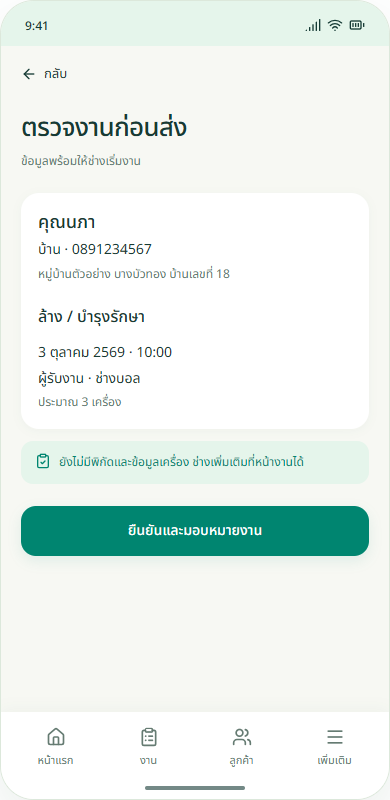 9:41
กลับ
ตรวจงานก่อนส่ง
ข้อมูลพร้อมให้ช่างเริ่มงาน
คุณนภา
บ้าน · 0891234567
หมู่บ้านตัวอย่าง บางบัวทอง บ้านเลขที่ 18
ล้าง / บำรุงรักษา
3 ตุลาคม 2569 · 10:00
ผู้รับงาน · ช่างบอล
ประมาณ 3 เครื่อง
ยังไม่มีพิกัดและข้อมูลเครื่อง ช่างเพิ่มเติมที่หน้างานได้
ยืนยันและมอบหมายงาน
หน้าแรก งาน ลูกค้า เพิ่มเติม